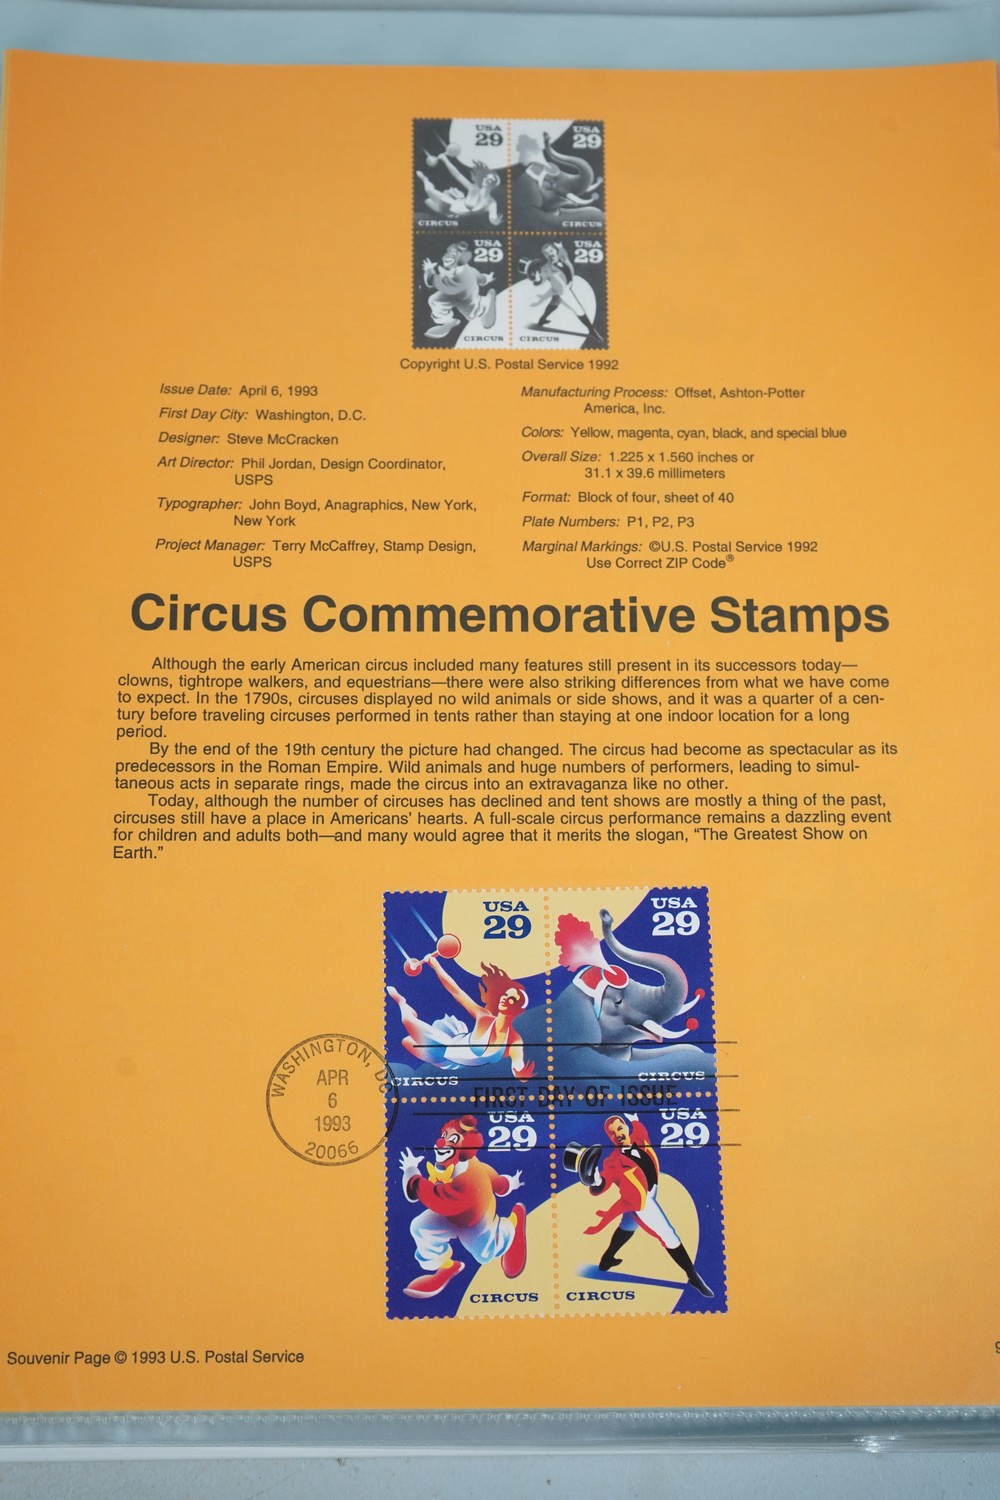 USA
29
USA
29
CIRCUS
CIRCUS
USA
29
USA
29
CIRCUS
CIRCUS
Copyright U.S. Postal Service 1992
Issue Date: April 6, 1993
First Day City: Washington, D.C.
Designer: Steve McCracken
Art Director: Phil Jordan, Design Coordinator,
USPS
Typographer: John Boyd, Anagraphics, New York,
New York
Project Manager: Terry McCaffrey, Stamp Design,
USPS
Manufacturing Process: Offset, Ashton-Potter
America, Inc.
Colors: Yellow, magenta, cyan, black, and special blue
Overall Size: 1.225 x 1.560 inches or
31.1 x 39.6 millimeters
Format: Block of four, sheet of 40
Plate Numbers: P1, P2, P3
Marginal Markings: ©U.S. Postal Service 1992
Use Correct ZIP Code®
Circus Commemorative Stamps
Although the early American circus included many features still present in its successors today—
clowns, tightrope walkers, and equestrians—there were also striking differences from what we have come
to expect. In the 1790s, circuses displayed no wild animals or side shows, and it was a quarter of a cen-
tury before traveling circuses performed in tents rather than staying at one indoor location for a long
period.
By the end of the 19th century the picture had changed. The circus had become as spectacular as its
predecessors in the Roman Empire. Wild animals and huge numbers of performers, leading to simul-
taneous acts in separate rings, made the circus into an extravaganza like no other.
Today, although the number of circuses has declined and tent shows are mostly a thing of the past,
circuses still have a place in Americans' hearts. A full-scale circus performance remains a dazzling event
for children and adults both—and many would agree that it merits the slogan, “The Greatest Show on
Earth.”
USA
29
USA
29
CIRCUS
CIRCUS
WASHINGTON, DC
APR
6
1993
20066
FIRST DAY OF ISSUE
USA
29
USA
29
CIRCUS
CIRCUS
Souvenir Page © 1993 U.S. Postal Service